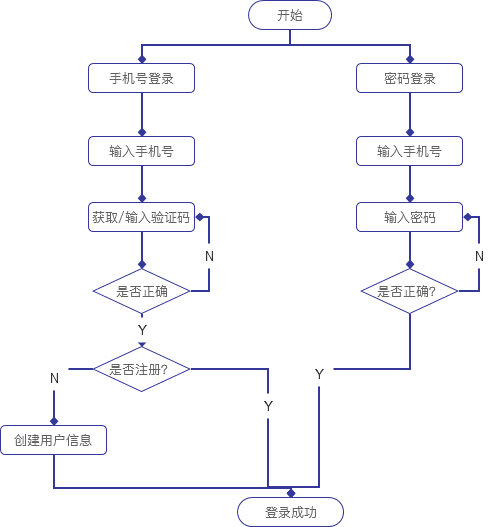 开始
手机号登录
密码登录
输入手机号
输入手机号
获取/输入验证码
输入密码
N
N
是否正确
是否正确?
Y
是否注册?
N
Y
Y
创建用户信息
登录成功